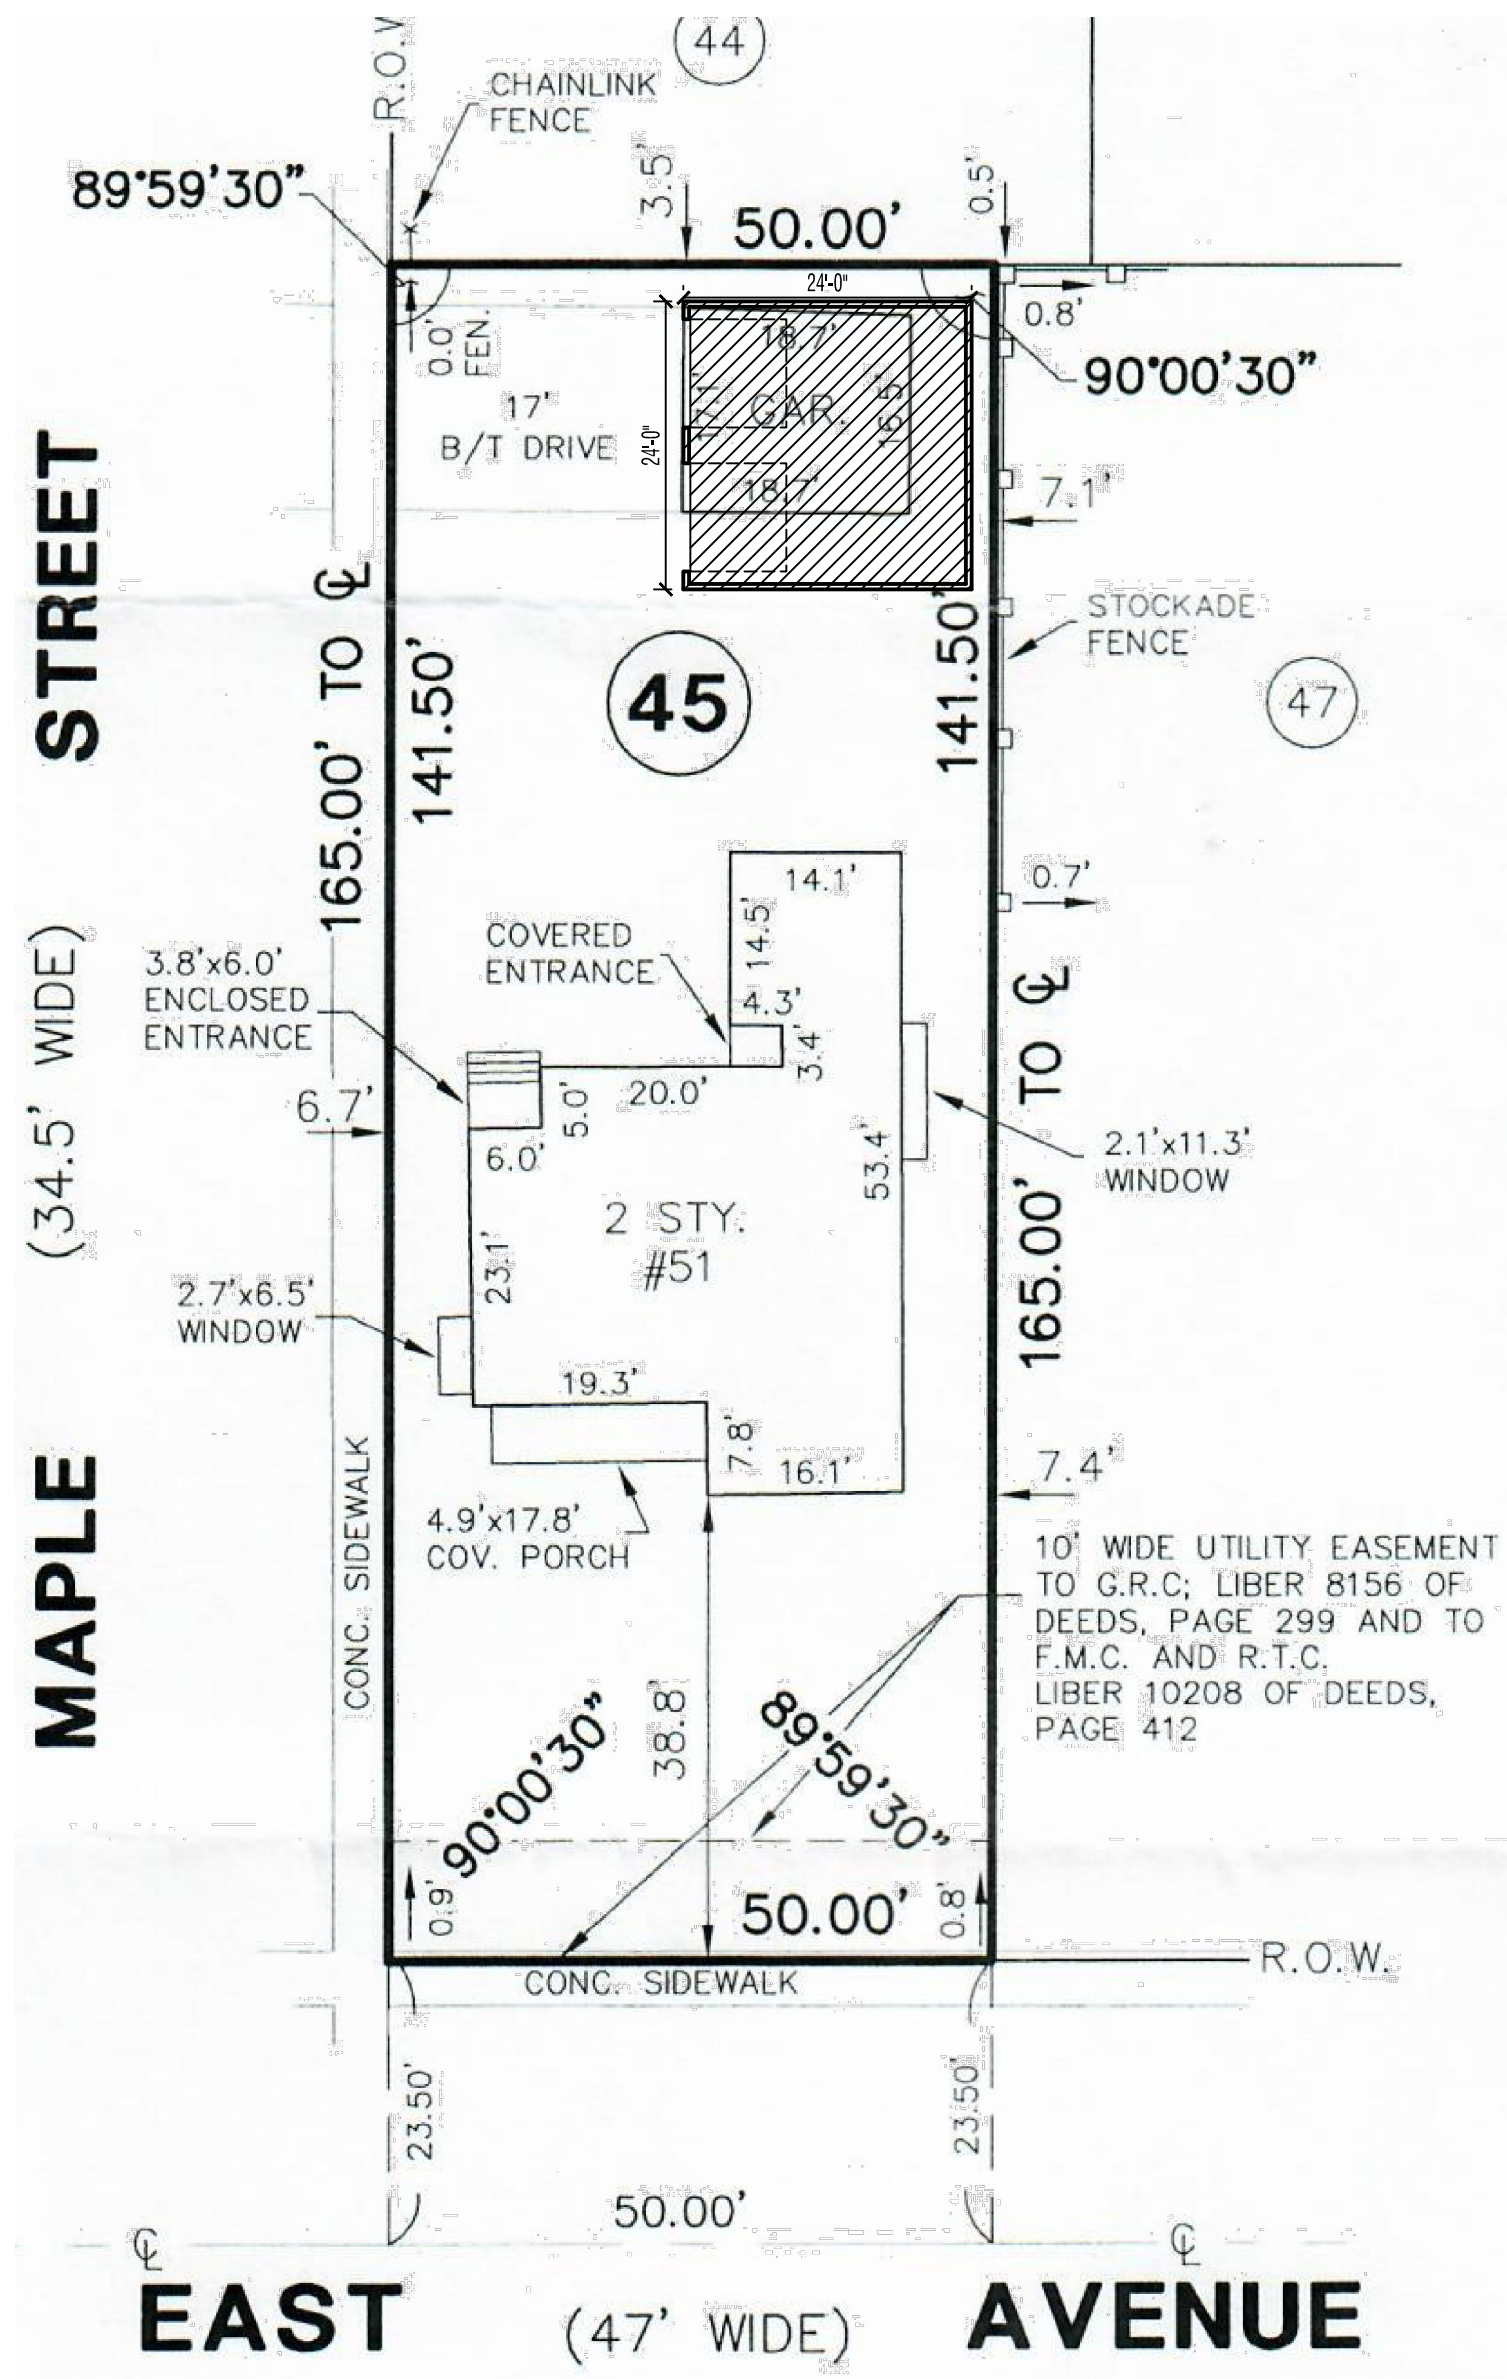 44
R.O.W
CHAINLINK
FENCE
89°59'30"
3.5'
0.5'
50.00'
24'-0"
0.8'
0.0'
FEN.
18.7'
90°00'30"
17'
B/T DRIVE
24'-0"
17.1'
GAR.
16.5'
18.7'
7.1'
STOCKADE
FENCE
STREET
165.00' TO ℄
141.50'
45
141.50'
47
14.1'
0.7'
14.5'
COVERED
ENTRANCE
3.8'x6.0'
ENCLOSED
ENTRANCE
4.3'
3.4'
(34.5' WIDE)
6.7'
5.0'
20.0'
6.0'
53.4'
2.1'x11.3'
WINDOW
165.00' TO ℄
2 STY.
#51
23.1'
2.7'x6.5'
WINDOW
19.3'
7.8'
16.1'
7.4'
4.9'x17.8'
COV. PORCH
CONC. SIDEWALK
MAPLE
10' WIDE UTILITY EASEMENT
TO G.R.C; LIBER 8156 OF
DEEDS, PAGE 299 AND TO
F.M.C. AND R.T.C.
LIBER 10208 OF DEEDS,
PAGE 412
38.8'
90°00'30"
89°59'30"
0.9'
50.00'
0.8'
CONC. SIDEWALK
R.O.W.
23.50'
23.50'
50.00'
℄
℄
EAST (47' WIDE) AVENUE